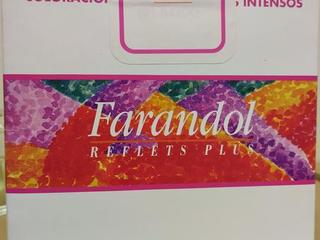 INTENSOS
Farandol
REFLETS PLUS